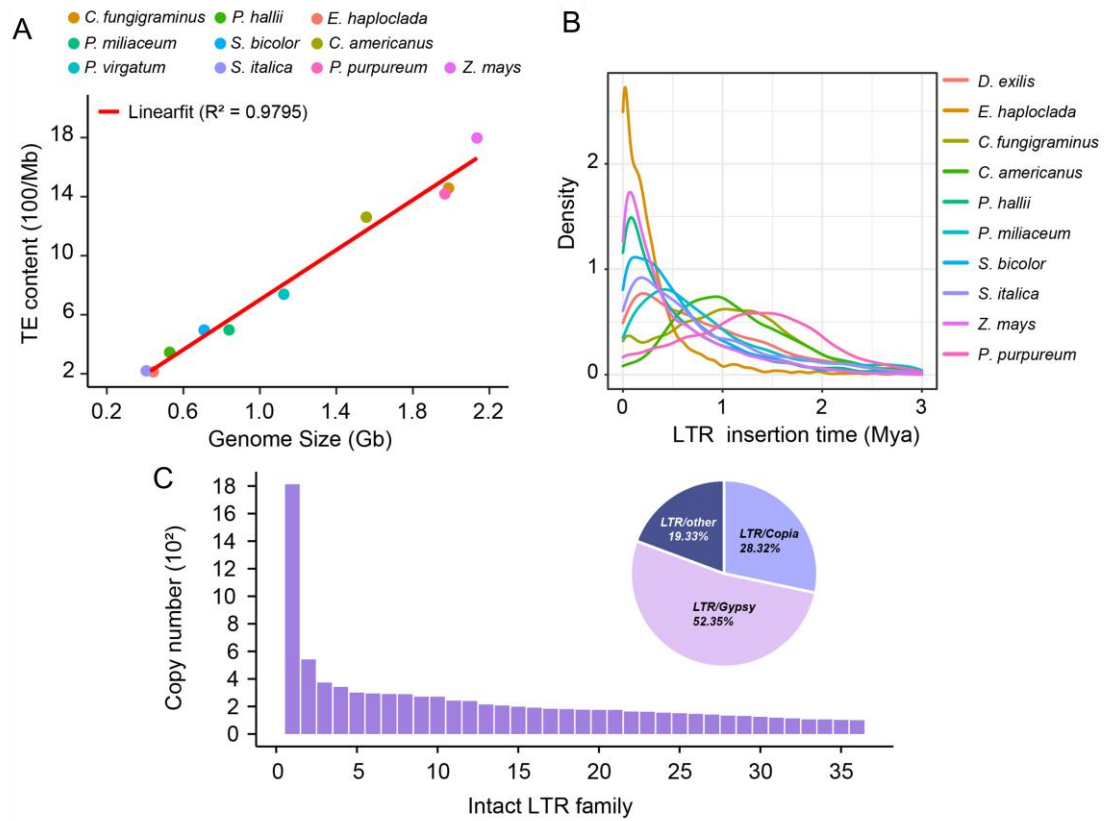 A
C. fungigraminus P. hallii E. haploclada
P. miliaceum S. bicolor C. americanus
P. virgatum S. italica P. purpureum Z. mays
Linearfit (R² = 0.9795)
TE content (100/Mb)
18
14
10
6
2
0.2 0.6 1.0 1.4 1.8 2.2
Genome Size (Gb)
B
Density
2
1
0
0 1 2 3
LTR insertion time (Mya)
D. exilis
E. haploclada
C. fungigraminus
C. americanus
P. hallii
P. miliaceum
S. bicolor
S. italica
Z. mays
P. purpureum
C
Copy number (10²)
18
16
14
12
10
8
6
4
2
0
0 5 10 15 20 25 30 35
Intact LTR family
LTR/other
19.33%
LTR/Copia
28.32%
LTR/Gypsy
52.35%